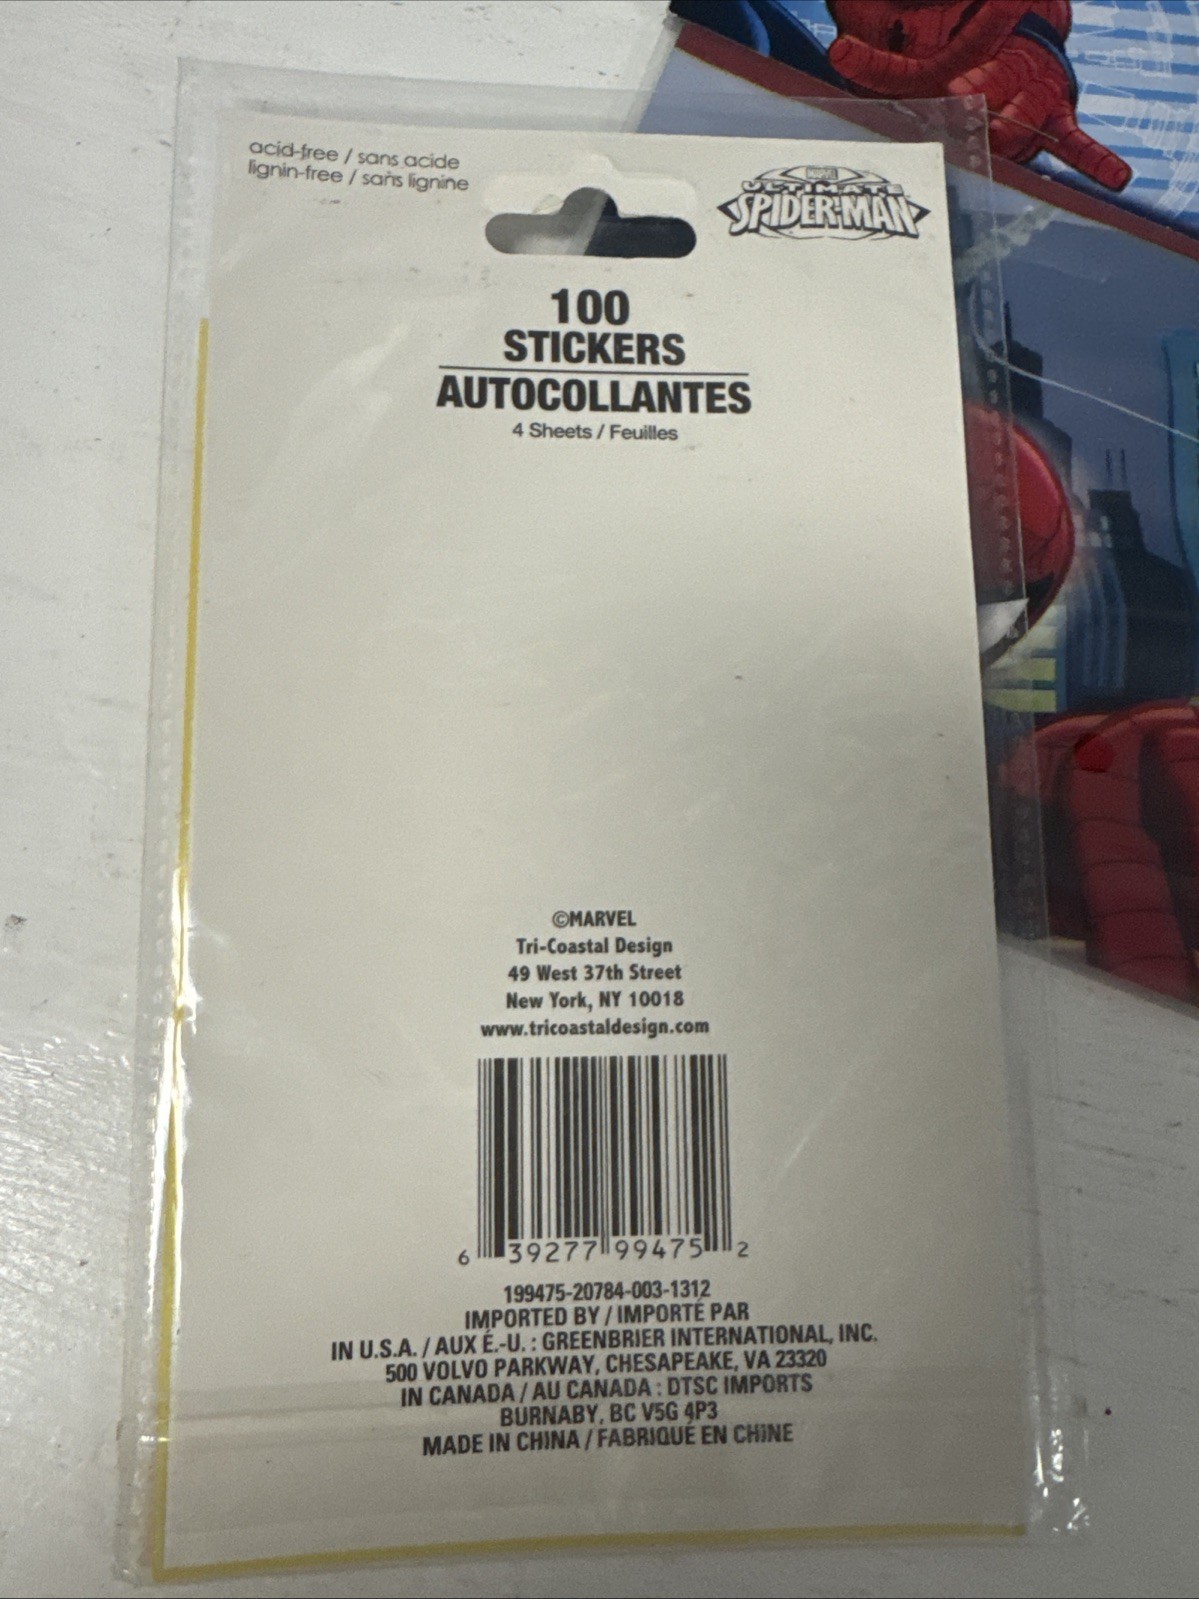 acid-free / sans acide
lignin-free / sans lignine
MARVEL
ULTIMATE
SPIDER-MAN
100
STICKERS
AUTOCOLLANTES
4 Sheets / Feuilles
©MARVEL
Tri-Coastal Design
49 West 37th Street
New York, NY 10018
www.tricoastaldesign.com
6 39277 99475 2
199475-20784-003-1312
IMPORTED BY / IMPORTÉ PAR
IN U.S.A. / AUX É.-U. : GREENBRIER INTERNATIONAL, INC.
500 VOLVO PARKWAY, CHESAPEAKE, VA 23320
IN CANADA / AU CANADA : DTSC IMPORTS
BURNABY, BC V5G 4P3
MADE IN CHINA / FABRIQUÉ EN CHINE